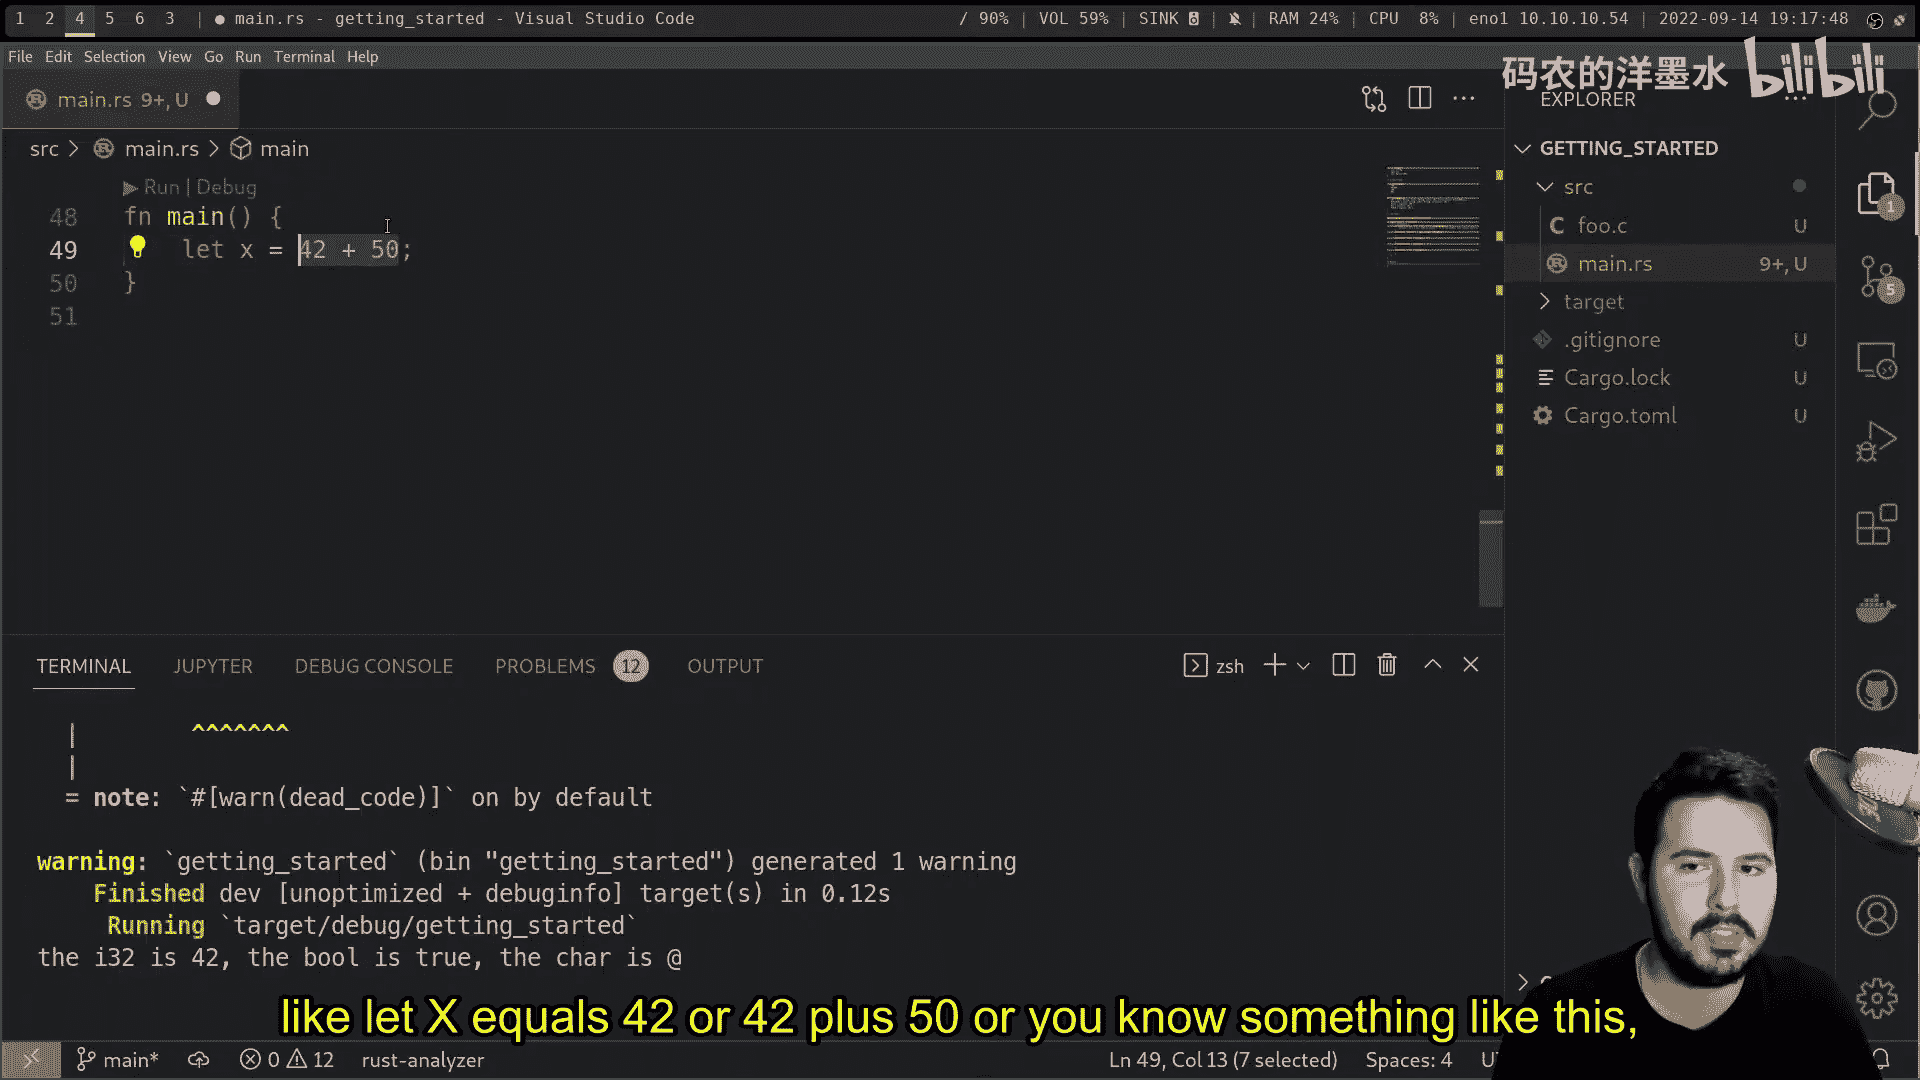 1 2 4 5 6 3 | ● main.rs - getting_started - Visual Studio Code
/ 90% | VOL 59% | SINK | | RAM 24% | CPU 8% | eno1 10.10.10.54 | 2022-09-14 19:17:48
File Edit Selection View Go Run Terminal Help
码农的洋墨水 bilibili
main.rs 9+, U
EXPLORER
src > main.rs > main
GETTING_STARTED
Run | Debug
src
48 fn main() {
foo.c U
49 let x = 42 + 50;
main.rs 9+, U
50 }
target
51
.gitignore U
Cargo.lock U
Cargo.toml U
1
5
TERMINAL JUPYTER DEBUG CONSOLE PROBLEMS 12 OUTPUT
zsh
|         ^^^^^^^
|
= note: `#[warn(dead_code)]` on by default
warning: `getting_started` (bin "getting_started") generated 1 warning
Finished dev [unoptimized + debuginfo] target(s) in 0.12s
Running `target/debug/getting_started`
the i32 is 42, the bool is true, the char is @
like let X equals 42 or 42 plus 50 or you know something like this,
main* 0 12 rust-analyzer
Ln 49, Col 13 (7 selected) Spaces: 4